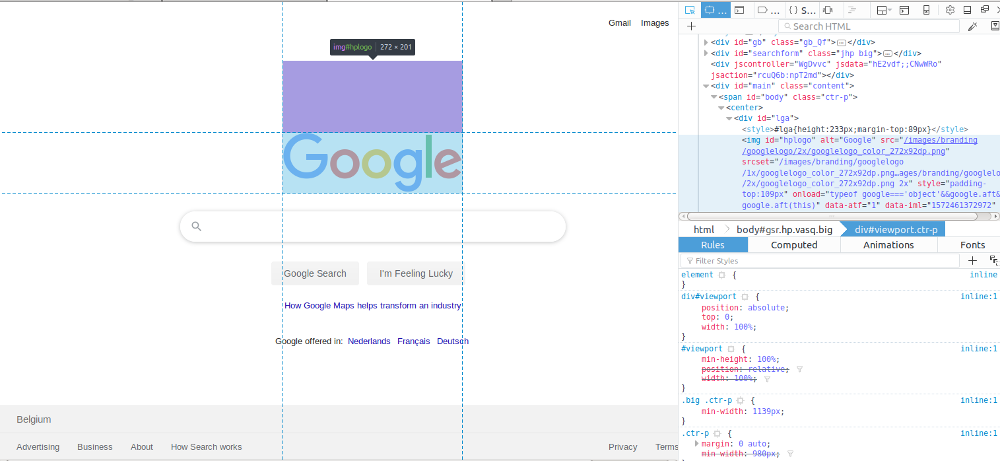 Gmail Images
img#hplogo 272 × 201
Google
Google Search I'm Feeling Lucky
How Google Maps helps transform an industry
Google offered in: Nederlands Français Deutsch
Belgium
Advertising Business About How Search works Privacy Terms
{ } S...
Search HTML
<div id="gb" class="gb_Qf">…</div>
<div id="searchform" class="jhp big">…</div>
<div jscontroller="WgDvvc" jsdata="hE2vdf;;CNwWRo"
jsaction="rcuQ6b:npT2md"></div>
<div id="main" class="content">
<span id="body" class="ctr-p">
<center>
<div id="lga">
<style>#lga{height:233px;margin-top:89px}</style>
<img id="hplogo" alt="Google" src="/images/branding
/googlelogo/2x/googlelogo_color_272x92dp.png"
srcset="/images/branding/googlelogo
/1x/googlelogo_color_272x92dp.png…ages/branding/googlelo
/2x/googlelogo_color_272x92dp.png 2x" style="padding-
top:109px" onload="typeof google==='object'&&google.aft&
google.aft(this)" data-atf="1" data-iml="1572461372972"
html body#gsr.hp.vasq.big div#viewport.ctr-p
Rules Computed Animations Fonts
Filter Styles
element { inline
}
div#viewport { inline:1
position: absolute;
top: 0;
width: 100%;
}
#viewport { inline:1
min-height: 100%;
position: relative;
width: 100%;
}
.big .ctr-p { inline:1
min-width: 1139px;
}
.ctr-p { inline:1
margin: 0 auto;
min-width: 980px;